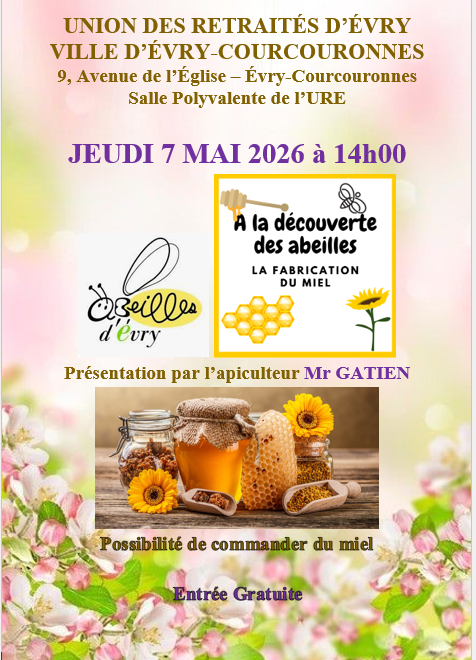 UNION DES RETRAITÉS D’ÉVRY
VILLE D’ÉVRY-COURCOURONNES
9, Avenue de l’Église – Évry-Courcouronnes
Salle Polyvalente de l’URE
JEUDI 7 MAI 2026 à 14h00
A la découverte
des abeilles
LA FABRICATION
DU MIEL
aBeilles
d'évry
Présentation par l’apiculteur Mr GATIEN
Possibilité de commander du miel
Entrée Gratuite